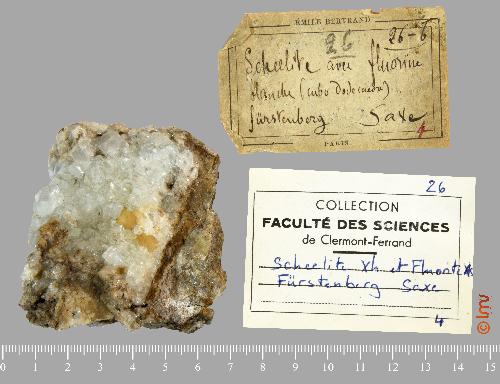 ÉMILE BERTRAND
26
26-6
Scheelite avec fluorine
blanche (cubo dodecaèdre)
fürstenberg Saxe
4
PARIS
26
COLLECTION
FACULTÉ DES SCIENCES
de Clermont-Ferrand
Scheelite Xh et Fluorite
Fürstenberg Saxe
4
© lmv
0 1 2 3 4 5 6 7 8 9 10 11 12 13 14 15